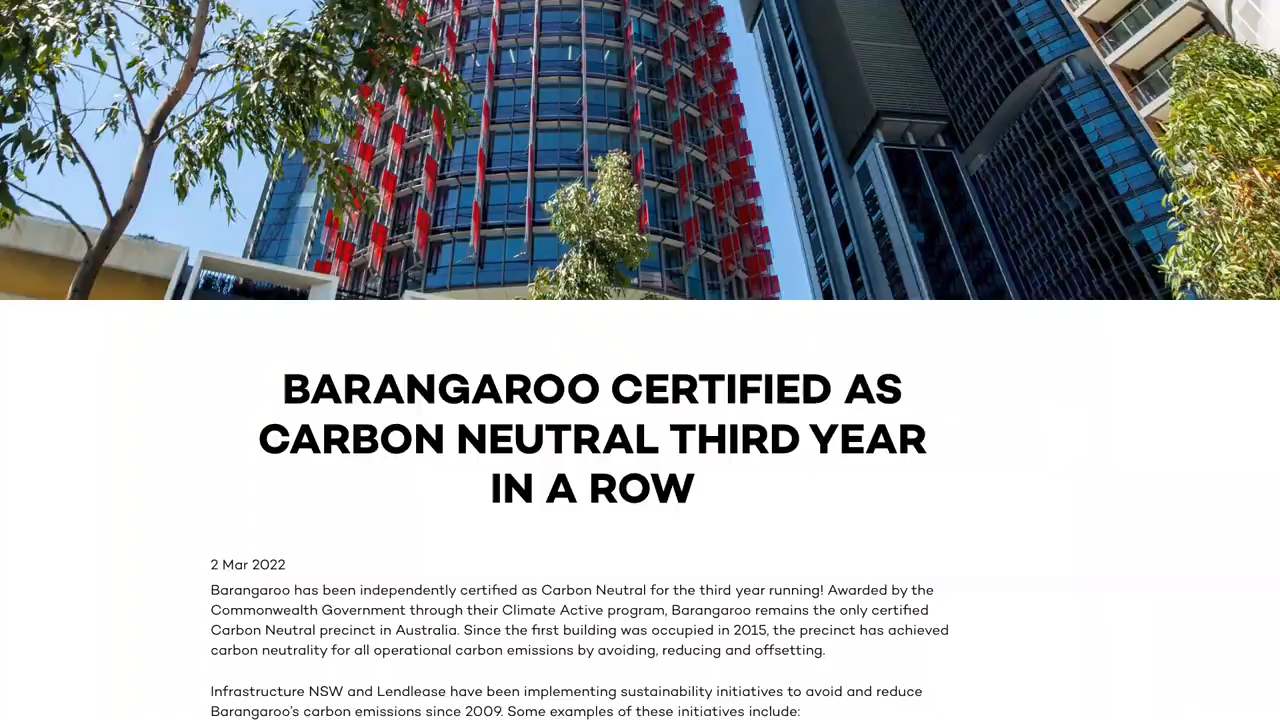 BARANGAROO CERTIFIED AS
CARBON NEUTRAL THIRD YEAR
IN A ROW
2 Mar 2022
Barangaroo has been independently certified as Carbon Neutral for the third year running! Awarded by the
Commonwealth Government through their Climate Active program, Barangaroo remains the only certified
Carbon Neutral precinct in Australia. Since the first building was occupied in 2015, the precinct has achieved
carbon neutrality for all operational carbon emissions by avoiding, reducing and offsetting.
Infrastructure NSW and Lendlease have been implementing sustainability initiatives to avoid and reduce
Barangaroo's carbon emissions since 2009. Some examples of these initiatives include: